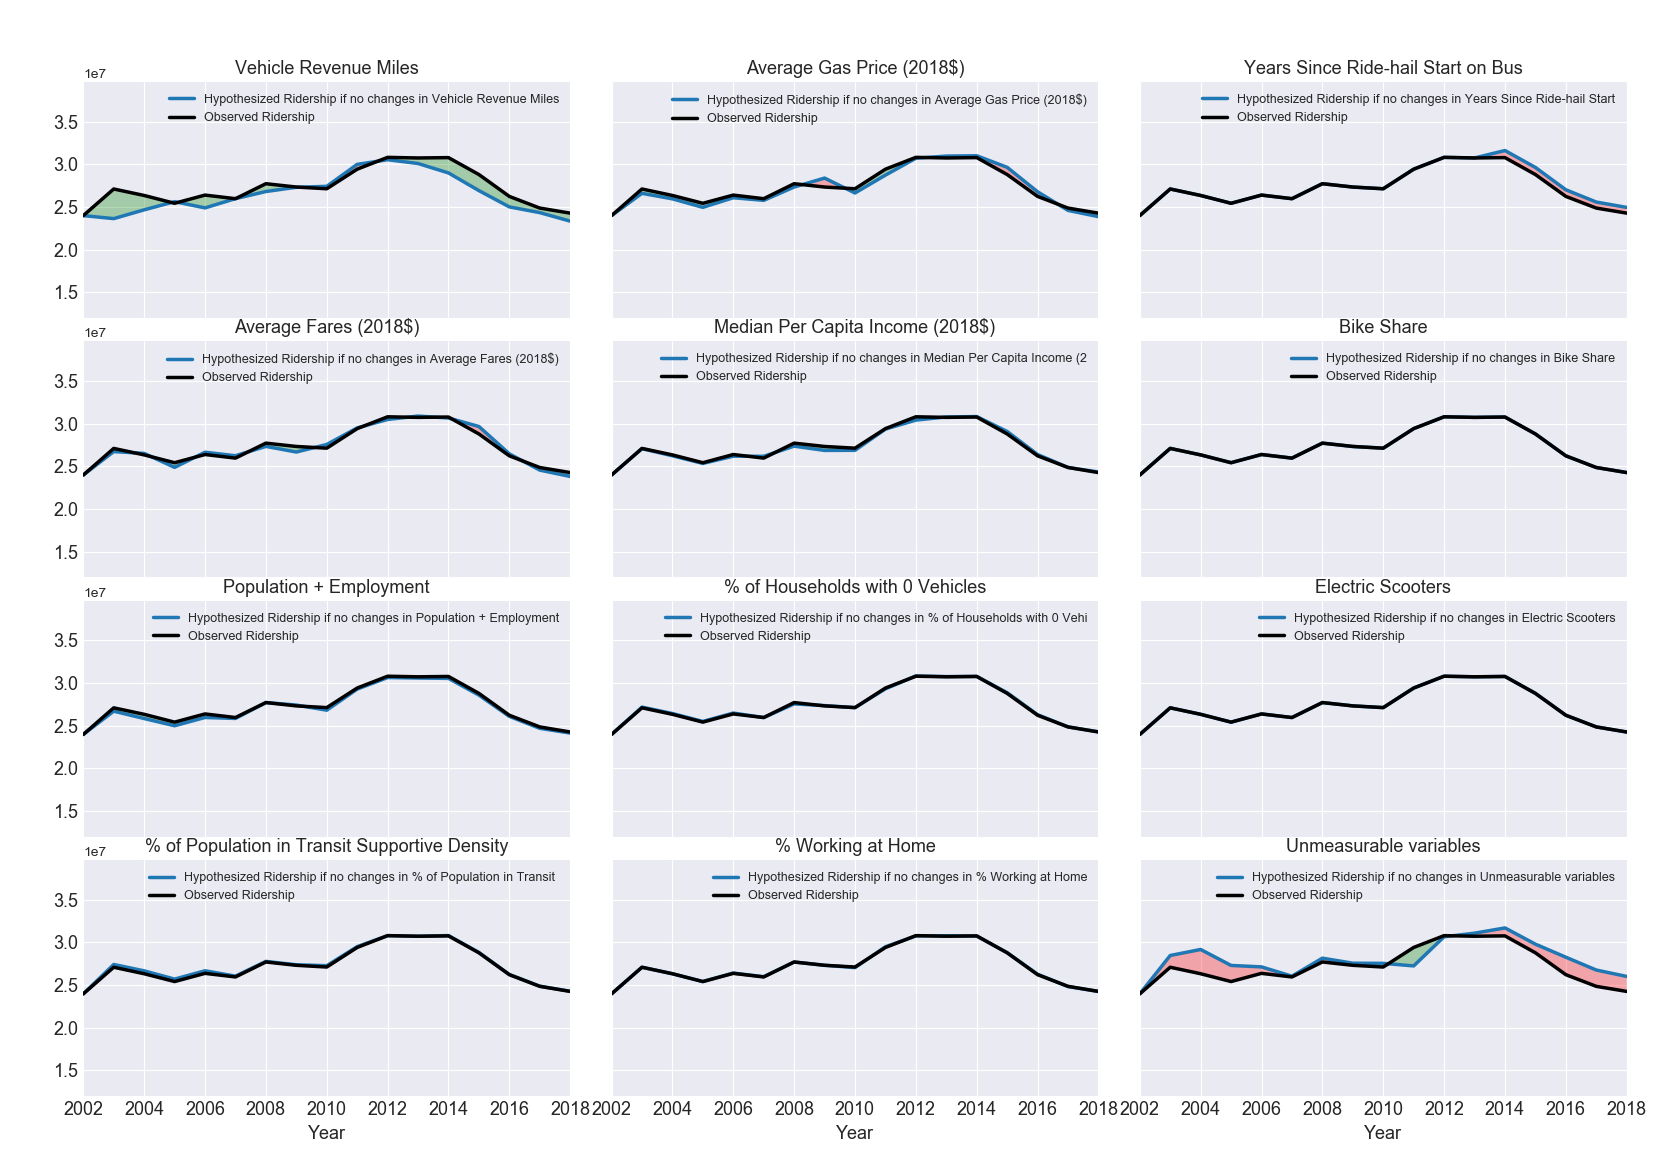 Vehicle Revenue Miles
1e7
Hypothesized Ridership if no changes in Vehicle Revenue Miles
Observed Ridership
3.5
3.0
2.5
2.0
1.5
Average Gas Price (2018$)
Hypothesized Ridership if no changes in Average Gas Price (2018$)
Observed Ridership
Years Since Ride-hail Start on Bus
Hypothesized Ridership if no changes in Years Since Ride-hail Start
Observed Ridership
Average Fares (2018$)
1e7
Hypothesized Ridership if no changes in Average Fares (2018$)
Observed Ridership
3.5
3.0
2.5
2.0
1.5
Median Per Capita Income (2018$)
Hypothesized Ridership if no changes in Median Per Capita Income (2
Observed Ridership
Bike Share
Hypothesized Ridership if no changes in Bike Share
Observed Ridership
Population + Employment
1e7
Hypothesized Ridership if no changes in Population + Employment
Observed Ridership
3.5
3.0
2.5
2.0
1.5
% of Households with 0 Vehicles
Hypothesized Ridership if no changes in % of Households with 0 Vehi
Observed Ridership
Electric Scooters
Hypothesized Ridership if no changes in Electric Scooters
Observed Ridership
% of Population in Transit Supportive Density
1e7
Hypothesized Ridership if no changes in % of Population in Transit
Observed Ridership
3.5
3.0
2.5
2.0
1.5
2002 2004 2006 2008 2010 2012 2014 2016 2018
Year
% Working at Home
Hypothesized Ridership if no changes in % Working at Home
Observed Ridership
2002 2004 2006 2008 2010 2012 2014 2016 2018
Year
Unmeasurable variables
Hypothesized Ridership if no changes in Unmeasurable variables
Observed Ridership
2002 2004 2006 2008 2010 2012 2014 2016 2018
Year